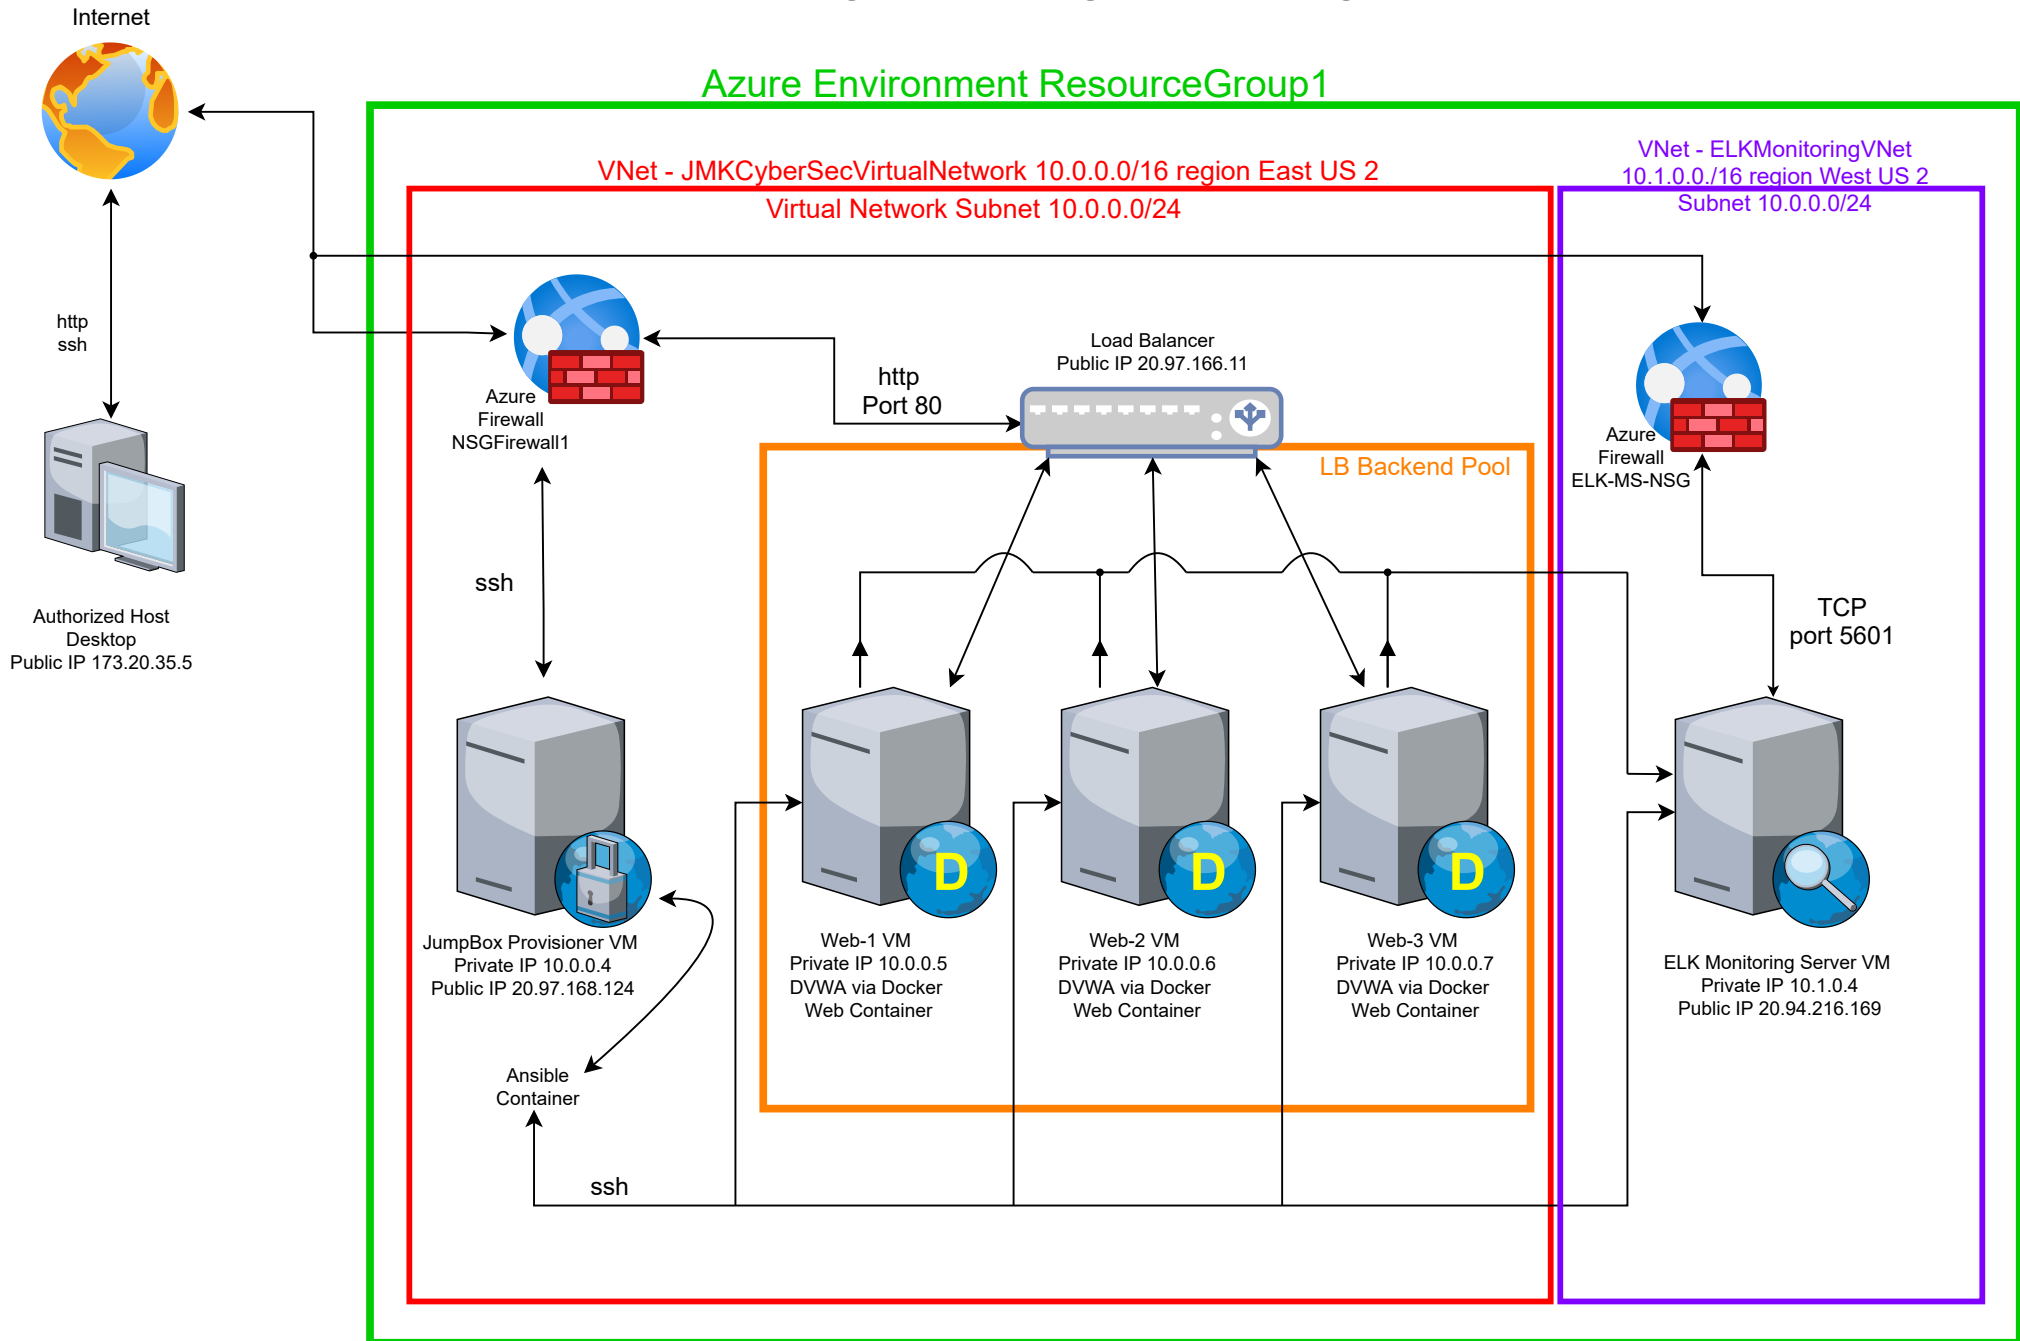 Internet
Azure Environment ResourceGroup1
VNet - ELKMonitoringVNet
10.1.0.0./16 region West US 2
Subnet 10.0.0.0/24
VNet - JMKCyberSecVirtualNetwork 10.0.0.0/16 region East US 2
Virtual Network Subnet 10.0.0.0/24
http
ssh
Load Balancer
Public IP 20.97.166.11
http
Port 80
Azure
Firewall
NSGFirewall1
Azure
Firewall
ELK-MS-NSG
LB Backend Pool
ssh
TCP
port 5601
Authorized Host
Desktop
Public IP 173.20.35.5
D
D
D
JumpBox Provisioner VM
Private IP 10.0.0.4
Public IP 20.97.168.124
Web-1 VM
Private IP 10.0.0.5
DVWA via Docker
Web Container
Web-2 VM
Private IP 10.0.0.6
DVWA via Docker
Web Container
Web-3 VM
Private IP 10.0.0.7
DVWA via Docker
Web Container
ELK Monitoring Server VM
Private IP 10.1.0.4
Public IP 20.94.216.169
Ansible
Container
ssh